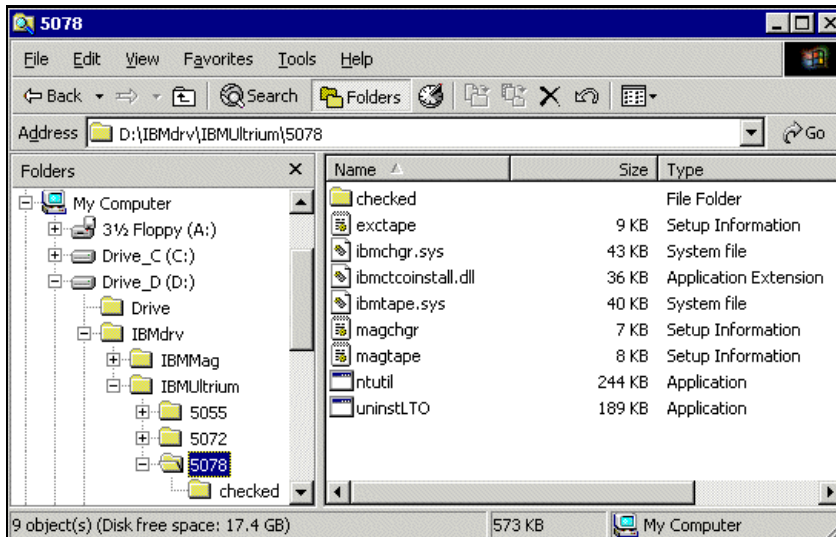 5078
File Edit View Favorites Tools Help
Back Search Folders
Address D:\IBMdrv\IBMUltrium\5078 Go
Folders
My Computer
3½ Floppy (A:)
Drive_C (C:)
Drive_D (D:)
Drive
IBMdrv
IBMMag
IBMUltrium
5055
5072
5078
checked
Name Size Type
checked File Folder
exctape 9 KB Setup Information
ibmchgr.sys 43 KB System file
ibmctcoinstall.dll 36 KB Application Extension
ibmtape.sys 40 KB System file
magchgr 7 KB Setup Information
magtape 8 KB Setup Information
ntutil 244 KB Application
uninstLTO 189 KB Application
9 object(s) (Disk free space: 17.4 GB) 573 KB My Computer